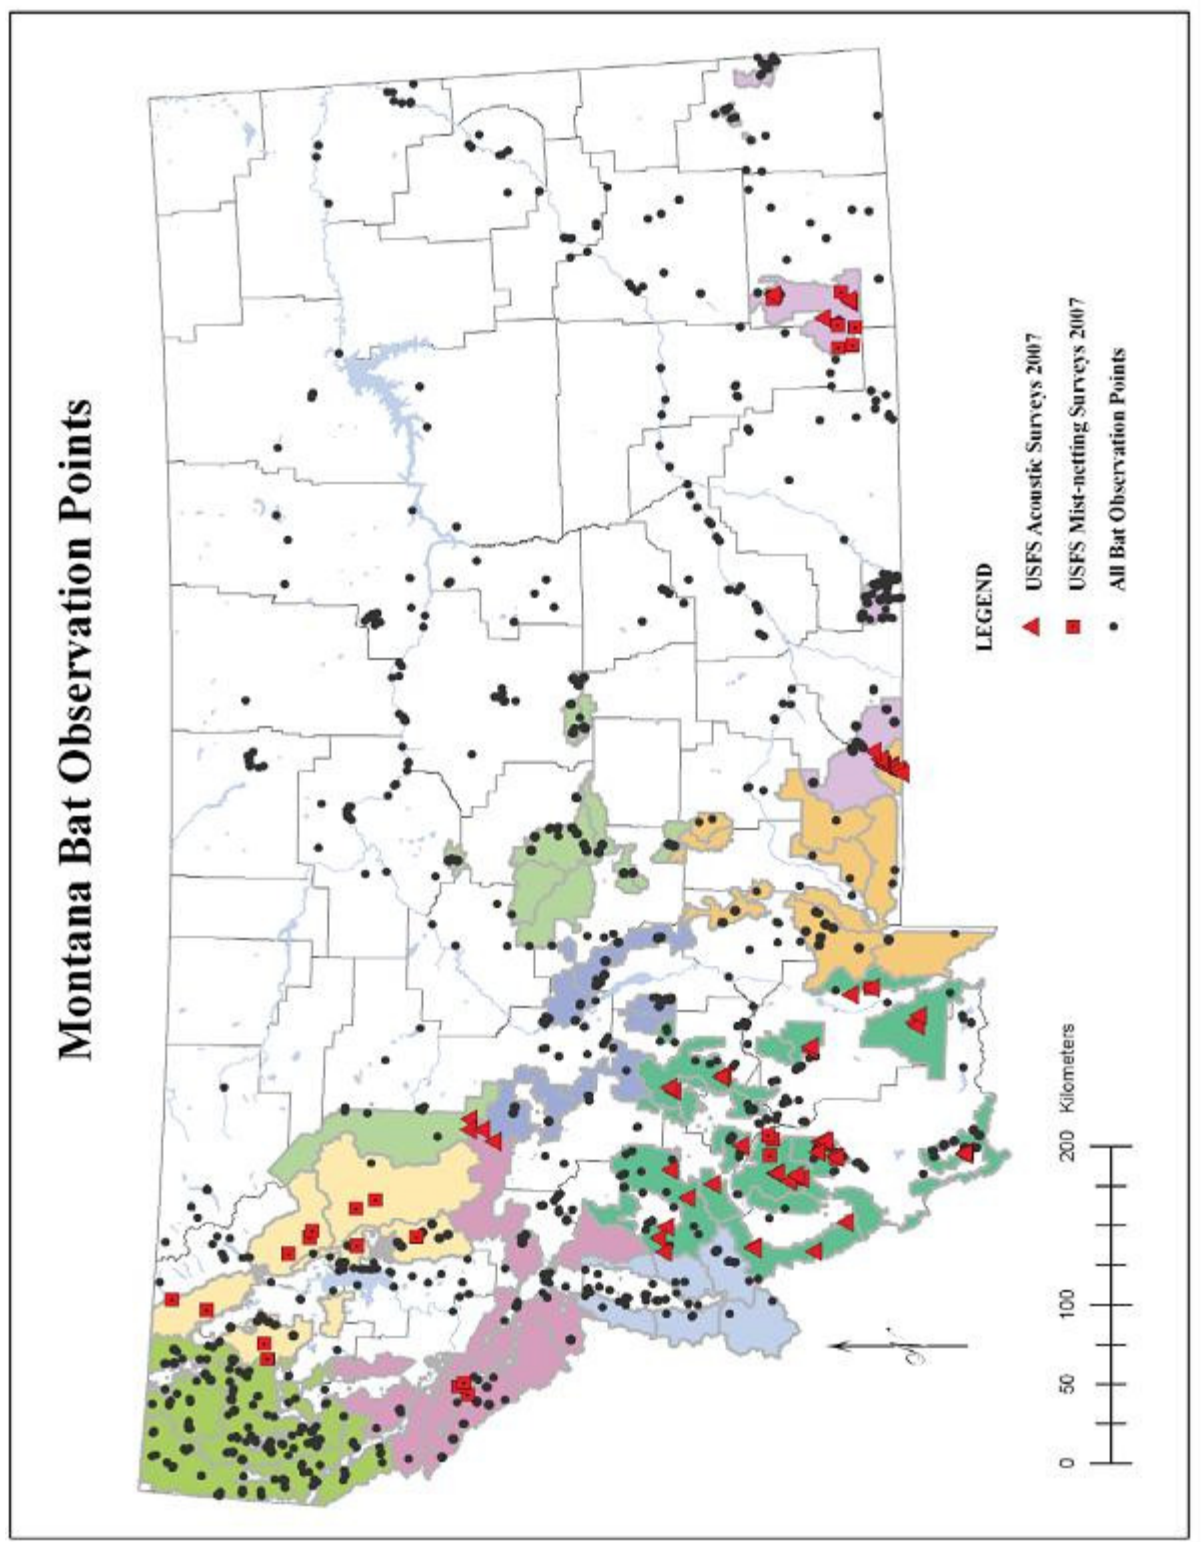 Montana Bat Observation Points
LEGEND
USFS Acoustic Surveys 2007
USFS Mist-netting Surveys 2007
All Bat Observation Points
0 50 100 200 Kilometers